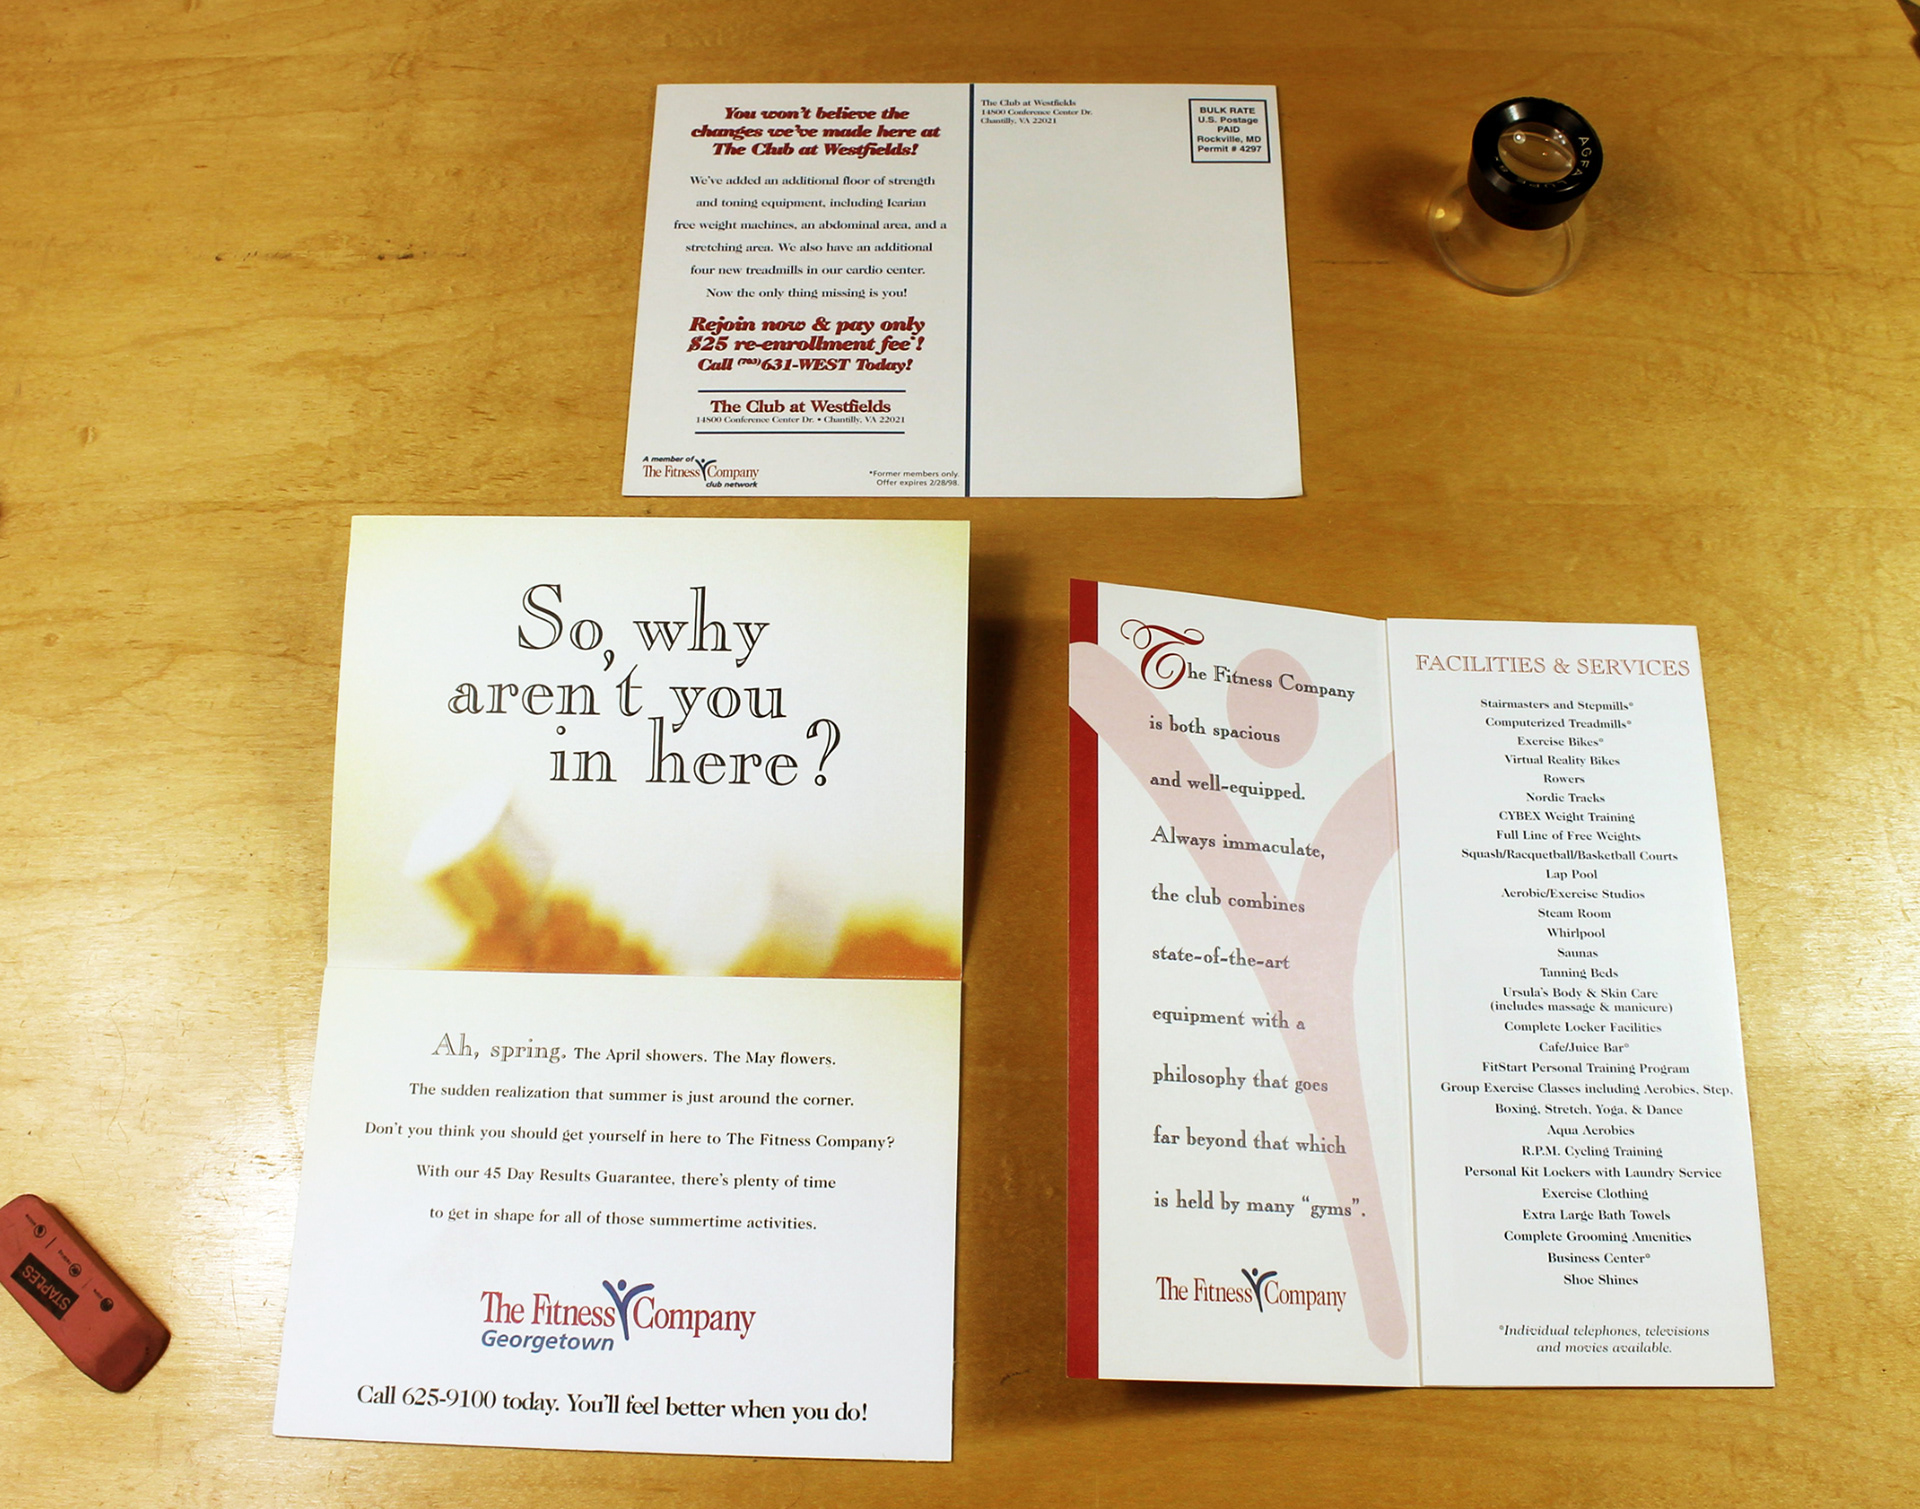 You won't believe the
changes we've made here at
The Club at Westfields!
We've added an additional floor of strength
and toning equipment, including Icarian
free weight machines, an abdominal area, and a
stretching area. We also have an additional
four new treadmills in our cardio center.
Now the only thing missing is you!
Rejoin now & pay only
$25 re-enrollment fee*!
Call (703)631-WEST Today!
The Club at Westfields
14800 Conference Center Dr. • Chantilly, VA 22021
A member of
The Fitness Company
club network
*Former members only.
Offer expires 2/28/98.
The Club at Westfields
14800 Conference Center Dr.
Chantilly, VA 22021
BULK RATE
U.S. Postage
PAID
Rockville, MD
Permit # 4297
AGFA LUPE 8x
So, why
aren't you
in here?
Ah, spring. The April showers. The May flowers.
The sudden realization that summer is just around the corner.
Don't you think you should get yourself in here to The Fitness Company?
With our 45 Day Results Guarantee, there's plenty of time
to get in shape for all of those summertime activities.
The Fitness Company
Georgetown
Call 625-9100 today. You'll feel better when you do!
The Fitness Company
is both spacious
and well-equipped.
Always immaculate,
the club combines
state-of-the-art
equipment with a
philosophy that goes
far beyond that which
is held by many "gyms".
The Fitness Company
FACILITIES & SERVICES
Stairmasters and Stepmills*
Computerized Treadmills*
Exercise Bikes*
Virtual Reality Bikes
Rowers
Nordic Tracks
CYBEX Weight Training
Full Line of Free Weights
Squash/Racquetball/Basketball Courts
Lap Pool
Aerobic/Exercise Studios
Steam Room
Whirlpool
Saunas
Tanning Beds
Ursula's Body & Skin Care
(includes massage & manicure)
Complete Locker Facilities
Cafe/Juice Bar*
FitStart Personal Training Program
Group Exercise Classes including Aerobics, Step,
Boxing, Stretch, Yoga, & Dance
Aqua Aerobics
R.P.M. Cycling Training
Personal Kit Lockers with Laundry Service
Exercise Clothing
Extra Large Bath Towels
Complete Grooming Amenities
Business Center*
Shoe Shines
*Individual telephones, televisions
and movies available.
STAPLES